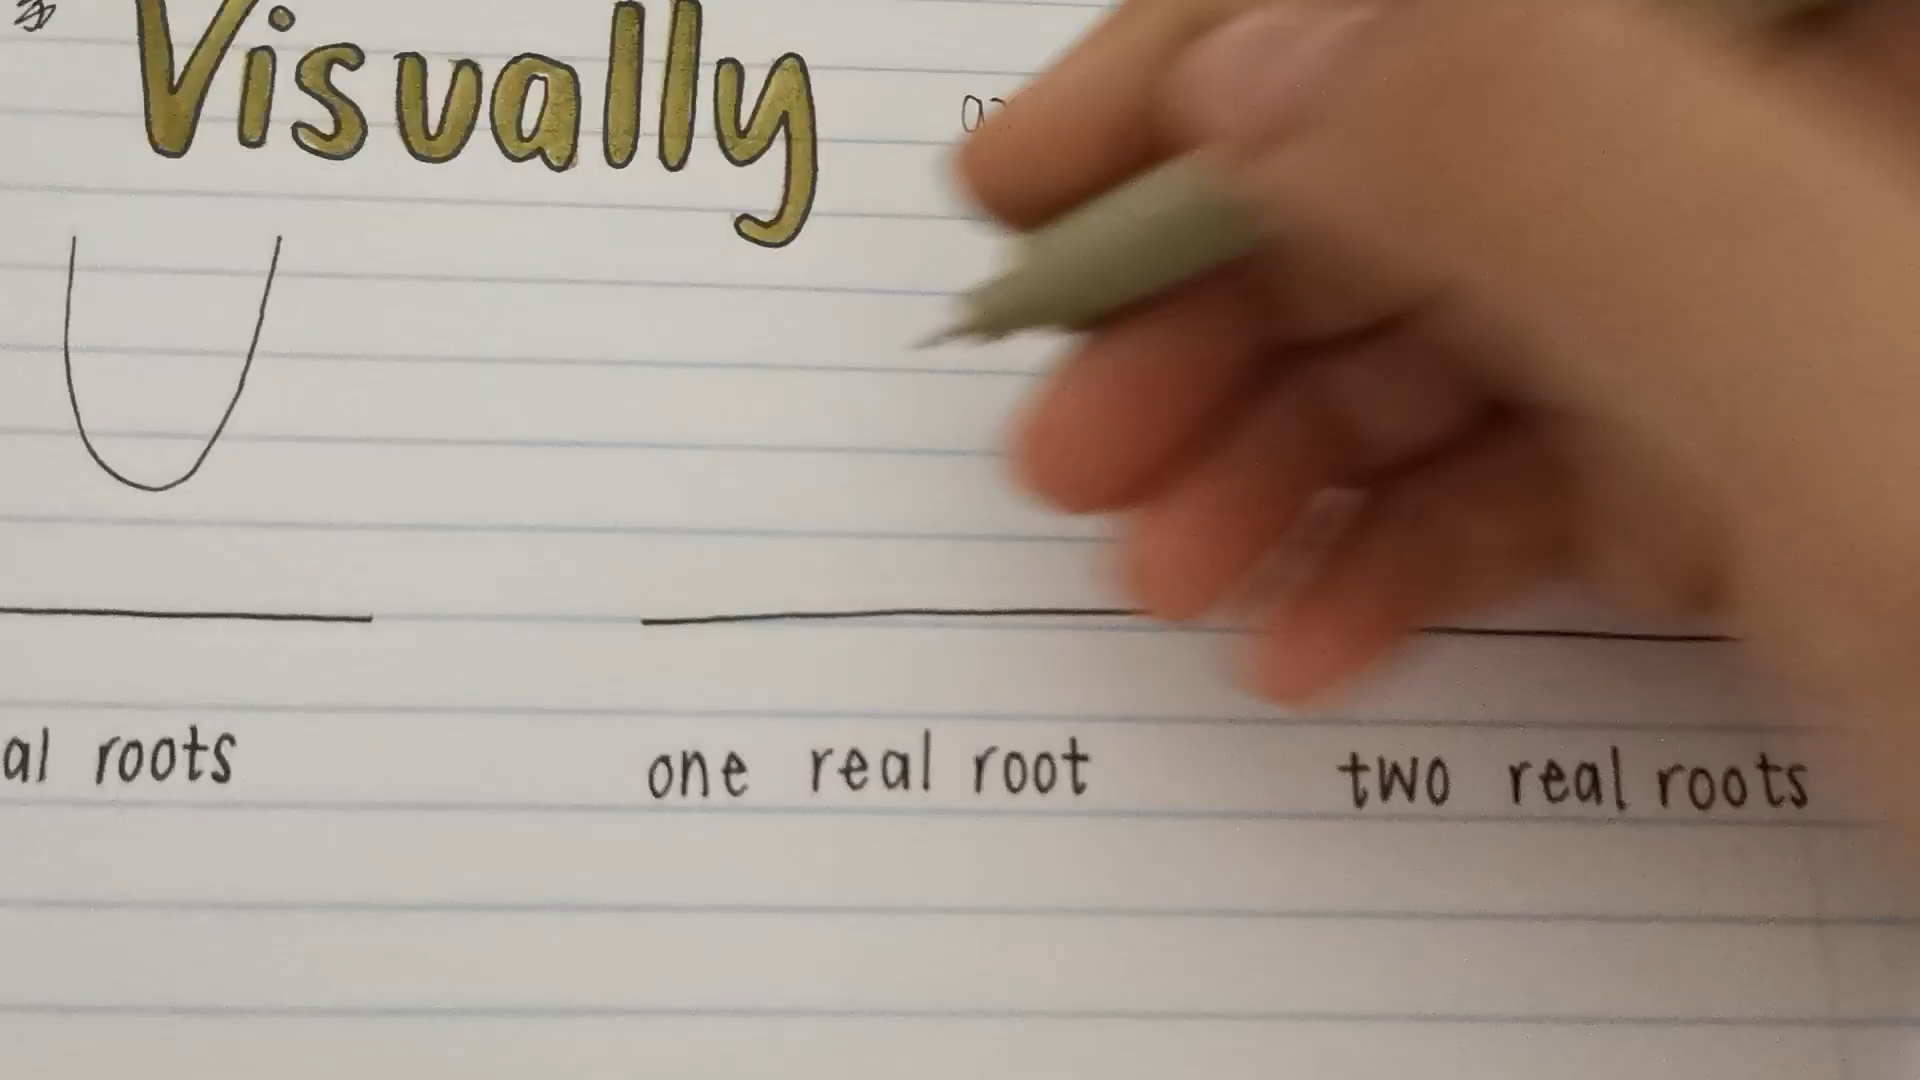 Visually
al roots
one real root
two real roots